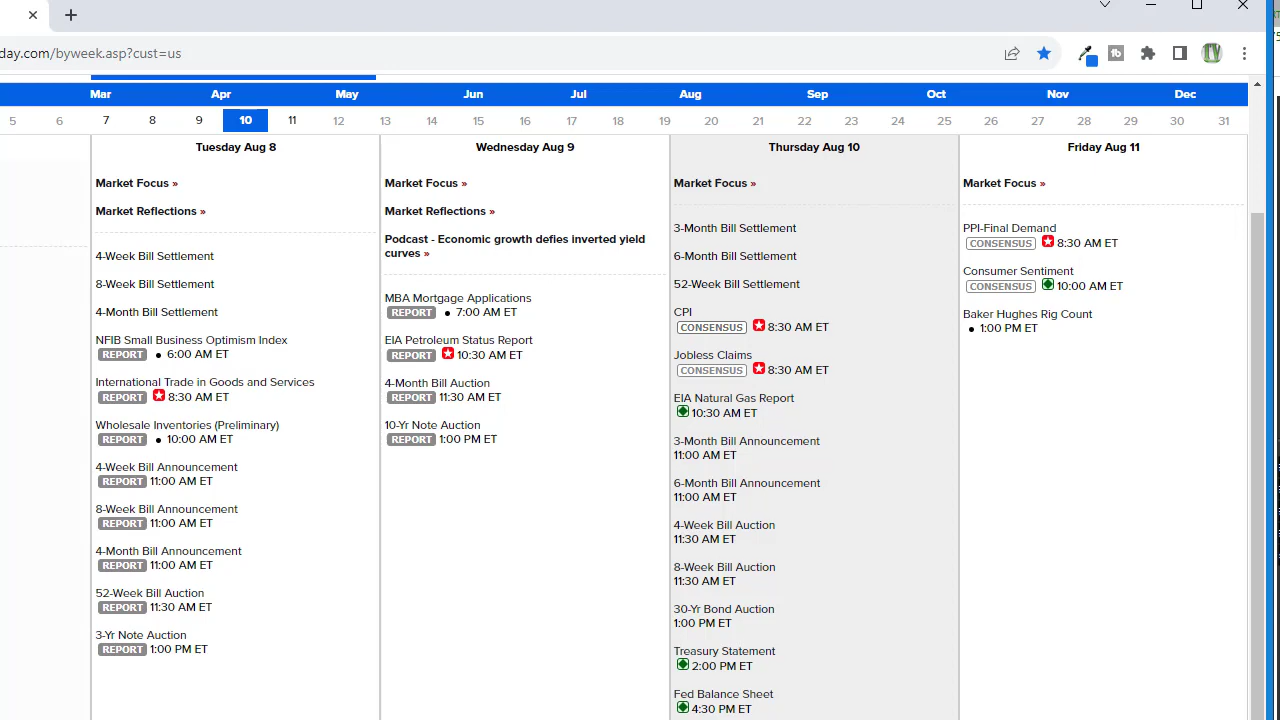 day.com/byweek.asp?cust=us
Mar Apr May Jun Jul Aug Sep Oct Nov Dec
5 6 7 8 9 10 11 12 13 14 15 16 17 18 19 20 21 22 23 24 25 26 27 28 29 30 31
Tuesday Aug 8
Market Focus »
Market Reflections »
4-Week Bill Settlement
8-Week Bill Settlement
4-Month Bill Settlement
NFIB Small Business Optimism Index
REPORT • 6:00 AM ET
International Trade in Goods and Services
REPORT 8:30 AM ET
Wholesale Inventories (Preliminary)
REPORT • 10:00 AM ET
4-Week Bill Announcement
REPORT 11:00 AM ET
8-Week Bill Announcement
REPORT 11:00 AM ET
4-Month Bill Announcement
REPORT 11:00 AM ET
52-Week Bill Auction
REPORT 11:30 AM ET
3-Yr Note Auction
REPORT 1:00 PM ET
Wednesday Aug 9
Market Focus »
Market Reflections »
Podcast - Economic growth defies inverted yield
curves »
MBA Mortgage Applications
REPORT • 7:00 AM ET
EIA Petroleum Status Report
REPORT 10:30 AM ET
4-Month Bill Auction
REPORT 11:30 AM ET
10-Yr Note Auction
REPORT 1:00 PM ET
Thursday Aug 10
Market Focus »
3-Month Bill Settlement
6-Month Bill Settlement
52-Week Bill Settlement
CPI
CONSENSUS 8:30 AM ET
Jobless Claims
CONSENSUS 8:30 AM ET
EIA Natural Gas Report
10:30 AM ET
3-Month Bill Announcement
11:00 AM ET
6-Month Bill Announcement
11:00 AM ET
4-Week Bill Auction
11:30 AM ET
8-Week Bill Auction
11:30 AM ET
30-Yr Bond Auction
1:00 PM ET
Treasury Statement
2:00 PM ET
Fed Balance Sheet
4:30 PM ET
Friday Aug 11
Market Focus »
PPI-Final Demand
CONSENSUS 8:30 AM ET
Consumer Sentiment
CONSENSUS 10:00 AM ET
Baker Hughes Rig Count
• 1:00 PM ET